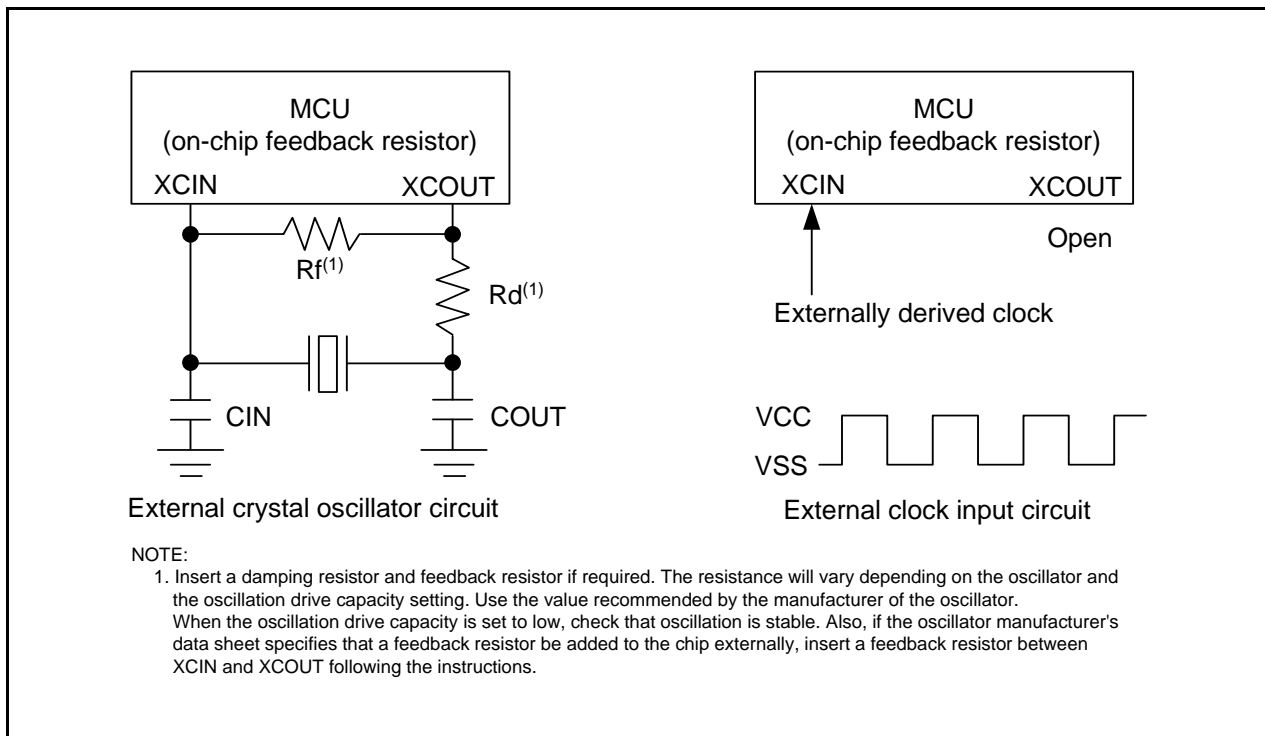 MCU
(on-chip feedback resistor)
XCIN XCOUT
Rf(1)
Rd(1)
CIN COUT
External crystal oscillator circuit
MCU
(on-chip feedback resistor)
XCIN XCOUT
Open
Externally derived clock
VCC
VSS
External clock input circuit
NOTE:
1. Insert a damping resistor and feedback resistor if required. The resistance will vary depending on the oscillator and
the oscillation drive capacity setting. Use the value recommended by the manufacturer of the oscillator.
When the oscillation drive capacity is set to low, check that oscillation is stable. Also, if the oscillator manufacturer's
data sheet specifies that a feedback resistor be added to the chip externally, insert a feedback resistor between
XCIN and XCOUT following the instructions.